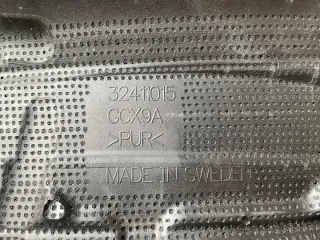 32411015
GCX9A
>PUR<
MADE IN SWEDEN